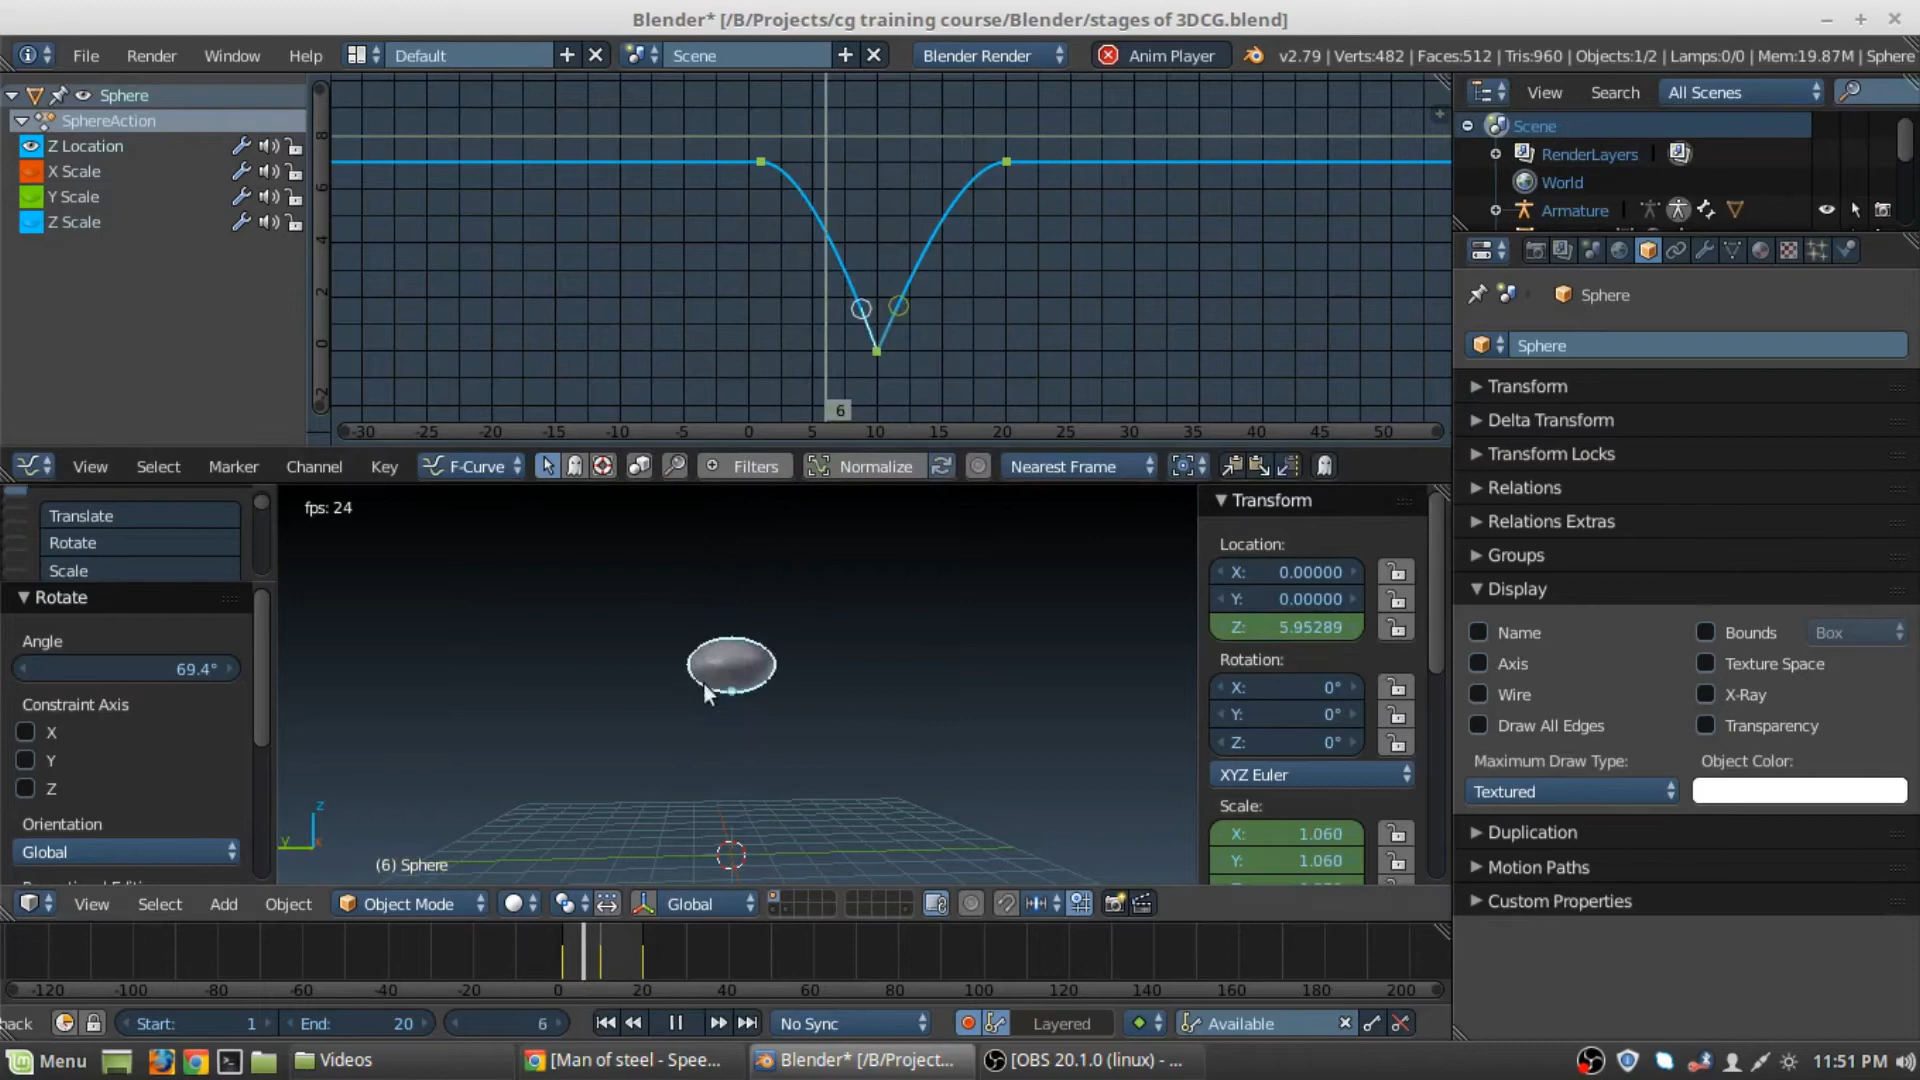 Blender* [/B/Projects/cg training course/Blender/stages of 3DCG.blend]
File Render Window Help Default Scene Blender Render Anim Player v2.79 | Verts:482 | Faces:512 | Tris:960 | Objects:1/2 | Lamps:0/0 | Mem:19.87M | Sphere
Sphere
SphereAction
Z Location
X Scale
Y Scale
Z Scale
8
6
4
2
0
-2
6
-30 -25 -20 -15 -10 -5 0 5 10 15 20 25 30 35 40 45 50
View Select Marker Channel Key F-Curve Filters Normalize Nearest Frame
View Search All Scenes
Scene
RenderLayers
World
Armature
Sphere
Sphere
Transform
Delta Transform
Transform Locks
Relations
Relations Extras
Groups
Display
Name Bounds Box
Axis Texture Space
Wire X-Ray
Draw All Edges Transparency
Maximum Draw Type: Object Color:
Textured
Duplication
Motion Paths
Custom Properties
Translate
Rotate
Scale
Rotate
Angle
69.4°
Constraint Axis
X
Y
Z
Orientation
Global
fps: 24
z
y x
(6) Sphere
Transform
Location:
X: 0.00000
Y: 0.00000
Z: 5.95289
Rotation:
X: 0°
Y: 0°
Z: 0°
XYZ Euler
Scale:
X: 1.060
Y: 1.060
View Select Add Object Object Mode Global
-120 -100 -80 -60 -40 -20 0 20 40 60 80 100 120 140 160 180 200
back Start: 1 End: 20 6 No Sync Layered Available
Menu Videos [Man of steel - Spee... Blender* [/B/Project... [OBS 20.1.0 (linux) - ... 11:51 PM